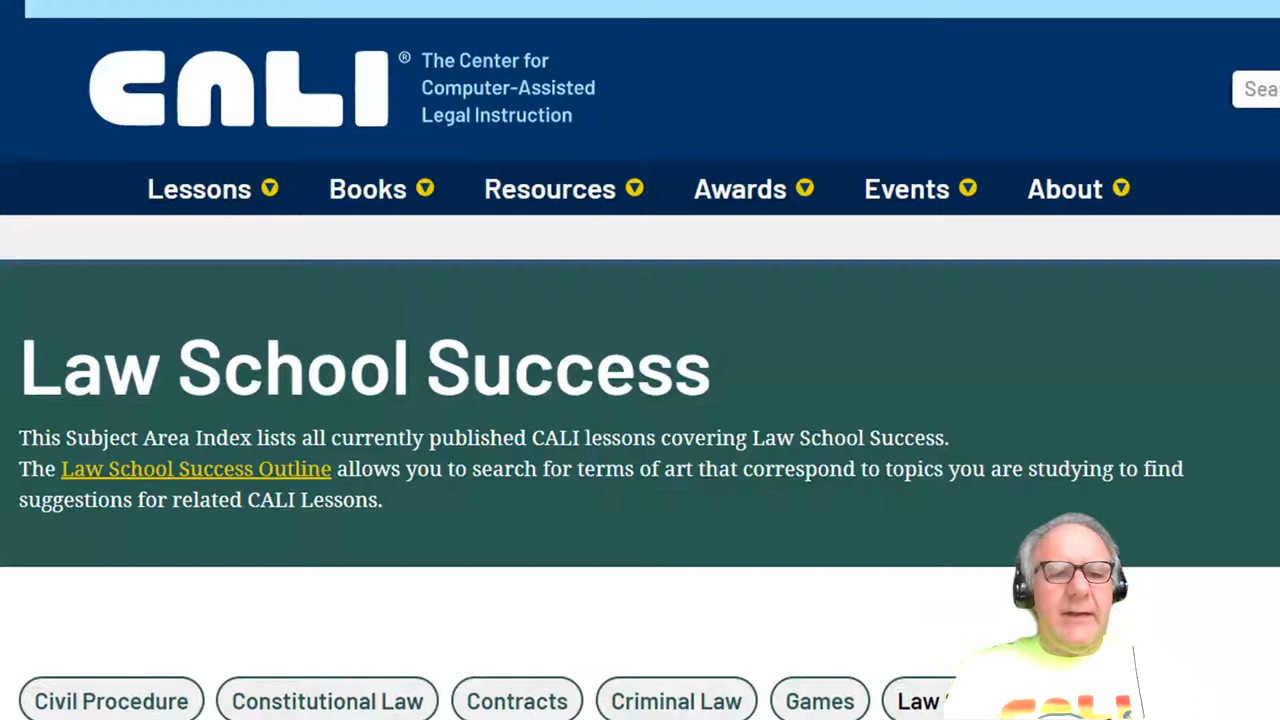 CALI® The Center for
Computer-Assisted
Legal Instruction
Sea
Lessons Books Resources Awards Events About
Law School Success
This Subject Area Index lists all currently published CALI lessons covering Law School Success.
The Law School Success Outline allows you to search for terms of art that correspond to topics you are studying to find
suggestions for related CALI Lessons.
Civil Procedure Constitutional Law Contracts Criminal Law Games Law
CALI